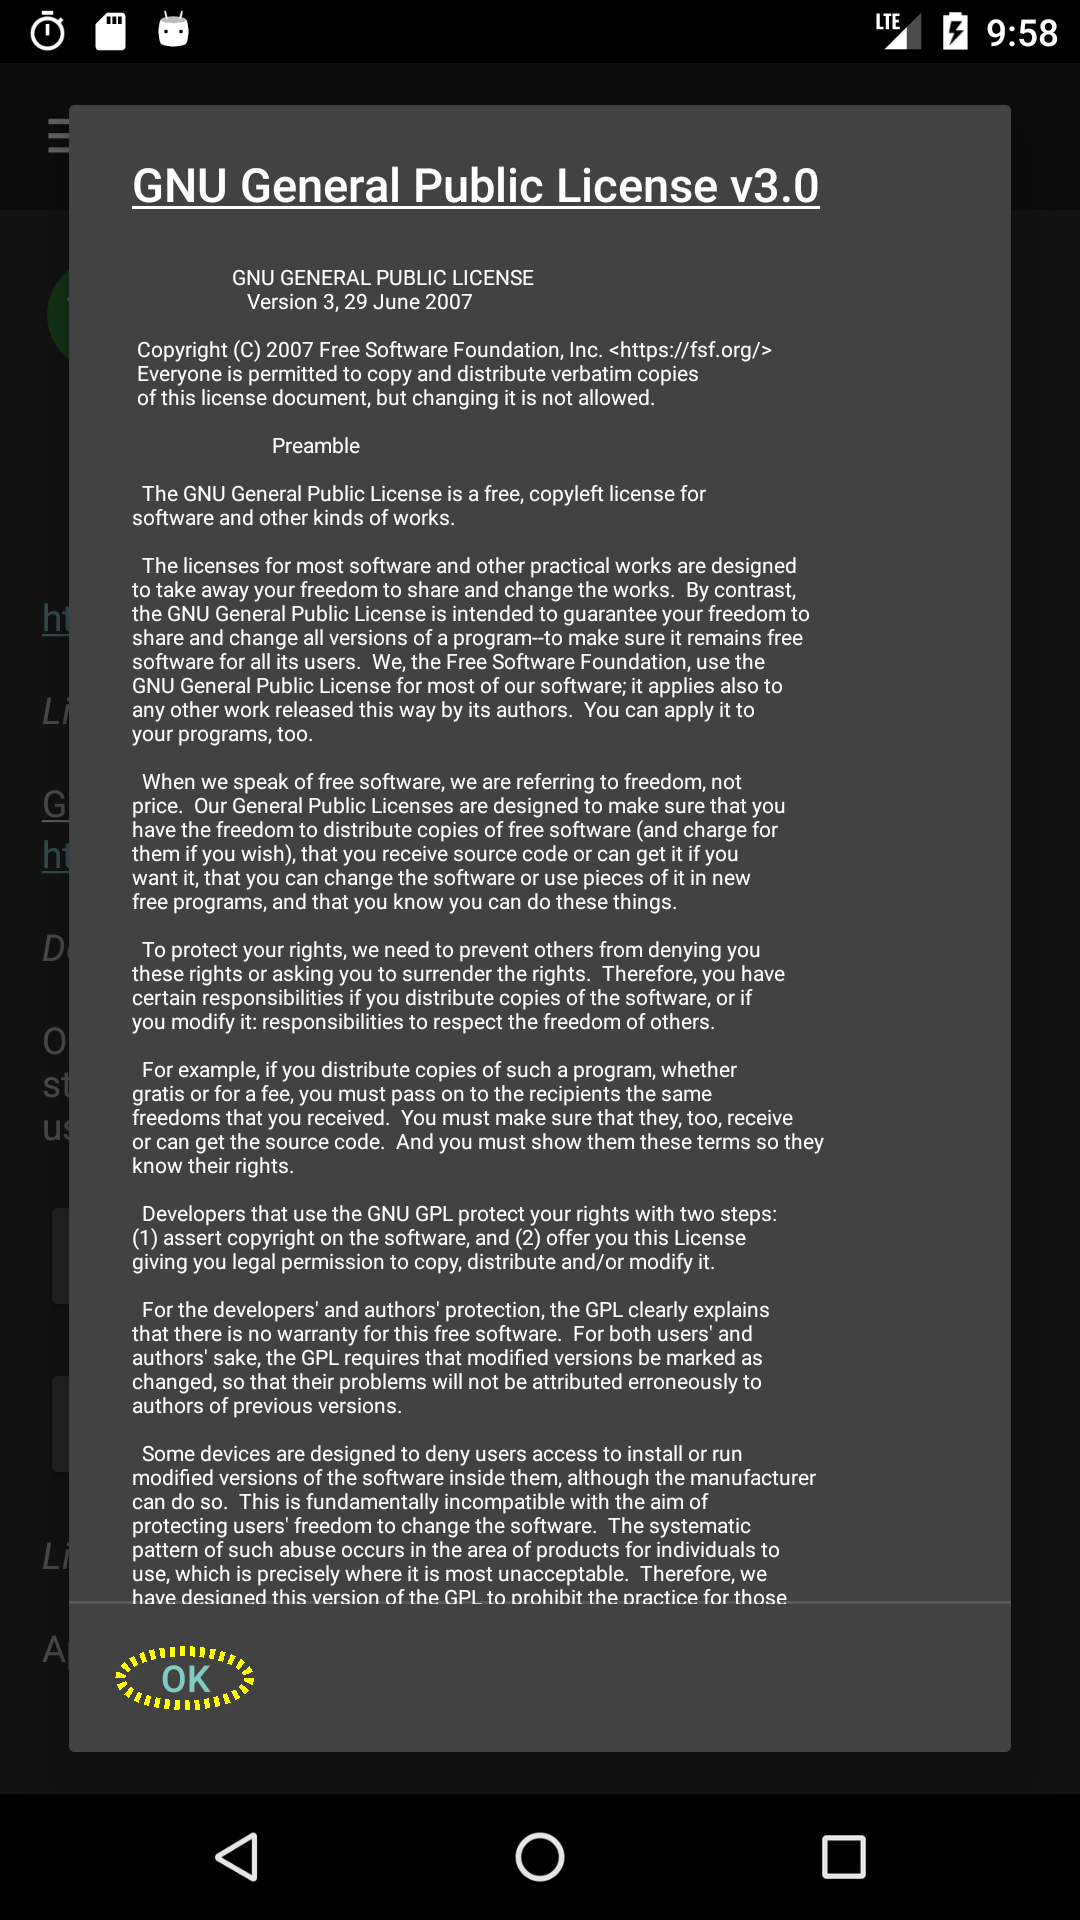 LTE 9:58
GNU General Public License v3.0
GNU GENERAL PUBLIC LICENSE
Version 3, 29 June 2007
Copyright (C) 2007 Free Software Foundation, Inc. <https://fsf.org/>
Everyone is permitted to copy and distribute verbatim copies
of this license document, but changing it is not allowed.
Preamble
The GNU General Public License is a free, copyleft license for
software and other kinds of works.
The licenses for most software and other practical works are designed
to take away your freedom to share and change the works.  By contrast,
the GNU General Public License is intended to guarantee your freedom to
share and change all versions of a program--to make sure it remains free
software for all its users.  We, the Free Software Foundation, use the
GNU General Public License for most of our software; it applies also to
any other work released this way by its authors.  You can apply it to
your programs, too.
When we speak of free software, we are referring to freedom, not
price.  Our General Public Licenses are designed to make sure that you
have the freedom to distribute copies of free software (and charge for
them if you wish), that you receive source code or can get it if you
want it, that you can change the software or use pieces of it in new
free programs, and that you know you can do these things.
To protect your rights, we need to prevent others from denying you
these rights or asking you to surrender the rights.  Therefore, you have
certain responsibilities if you distribute copies of the software, or if
you modify it: responsibilities to respect the freedom of others.
For example, if you distribute copies of such a program, whether
gratis or for a fee, you must pass on to the recipients the same
freedoms that you received.  You must make sure that they, too, receive
or can get the source code.  And you must show them these terms so they
know their rights.
Developers that use the GNU GPL protect your rights with two steps:
(1) assert copyright on the software, and (2) offer you this License
giving you legal permission to copy, distribute and/or modify it.
For the developers' and authors' protection, the GPL clearly explains
that there is no warranty for this free software.  For both users' and
authors' sake, the GPL requires that modified versions be marked as
changed, so that their problems will not be attributed erroneously to
authors of previous versions.
Some devices are designed to deny users access to install or run
modified versions of the software inside them, although the manufacturer
can do so.  This is fundamentally incompatible with the aim of
protecting users' freedom to change the software.  The systematic
pattern of such abuse occurs in the area of products for individuals to
use, which is precisely where it is most unacceptable.  Therefore, we
have designed this version of the GPL to prohibit the practice for those
OK